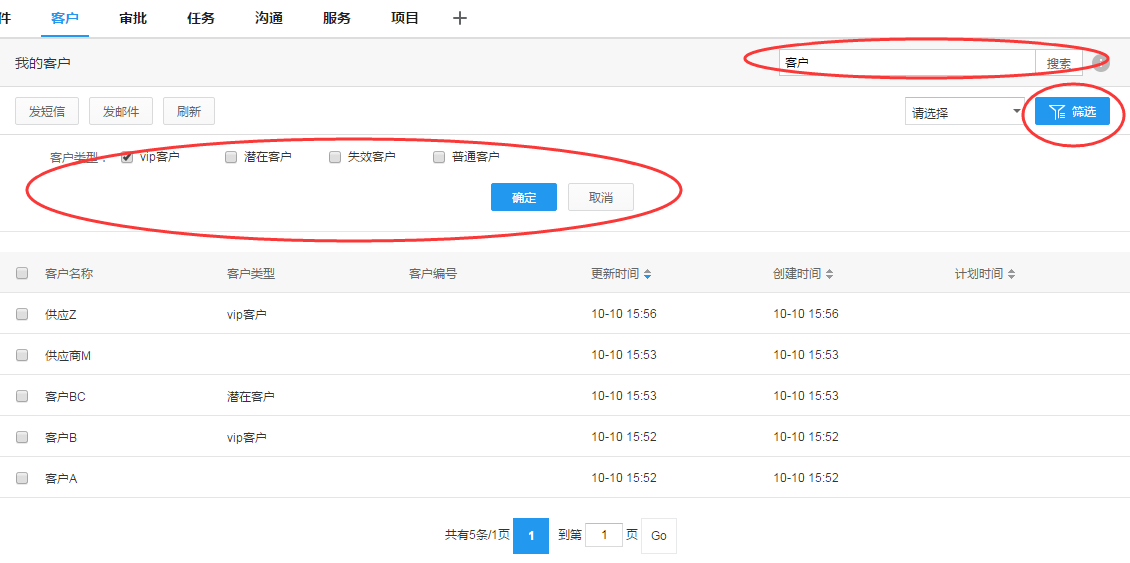 件 客户 审批 任务 沟通 服务 项目
我的客户 客户 搜索
发短信 发邮件 刷新 请选择 筛选
客户类型: vip客户 潜在客户 失效客户 普通客户
确定 取消
客户名称 客户类型 客户编号 更新时间 创建时间 计划时间
供应Z vip客户 10-10 15:56 10-10 15:56
供应商M 10-10 15:53 10-10 15:53
客户BC 潜在客户 10-10 15:53 10-10 15:53
客户B vip客户 10-10 15:52 10-10 15:52
客户A 10-10 15:52 10-10 15:52
共有5条/1页 1 到第 1 页 Go